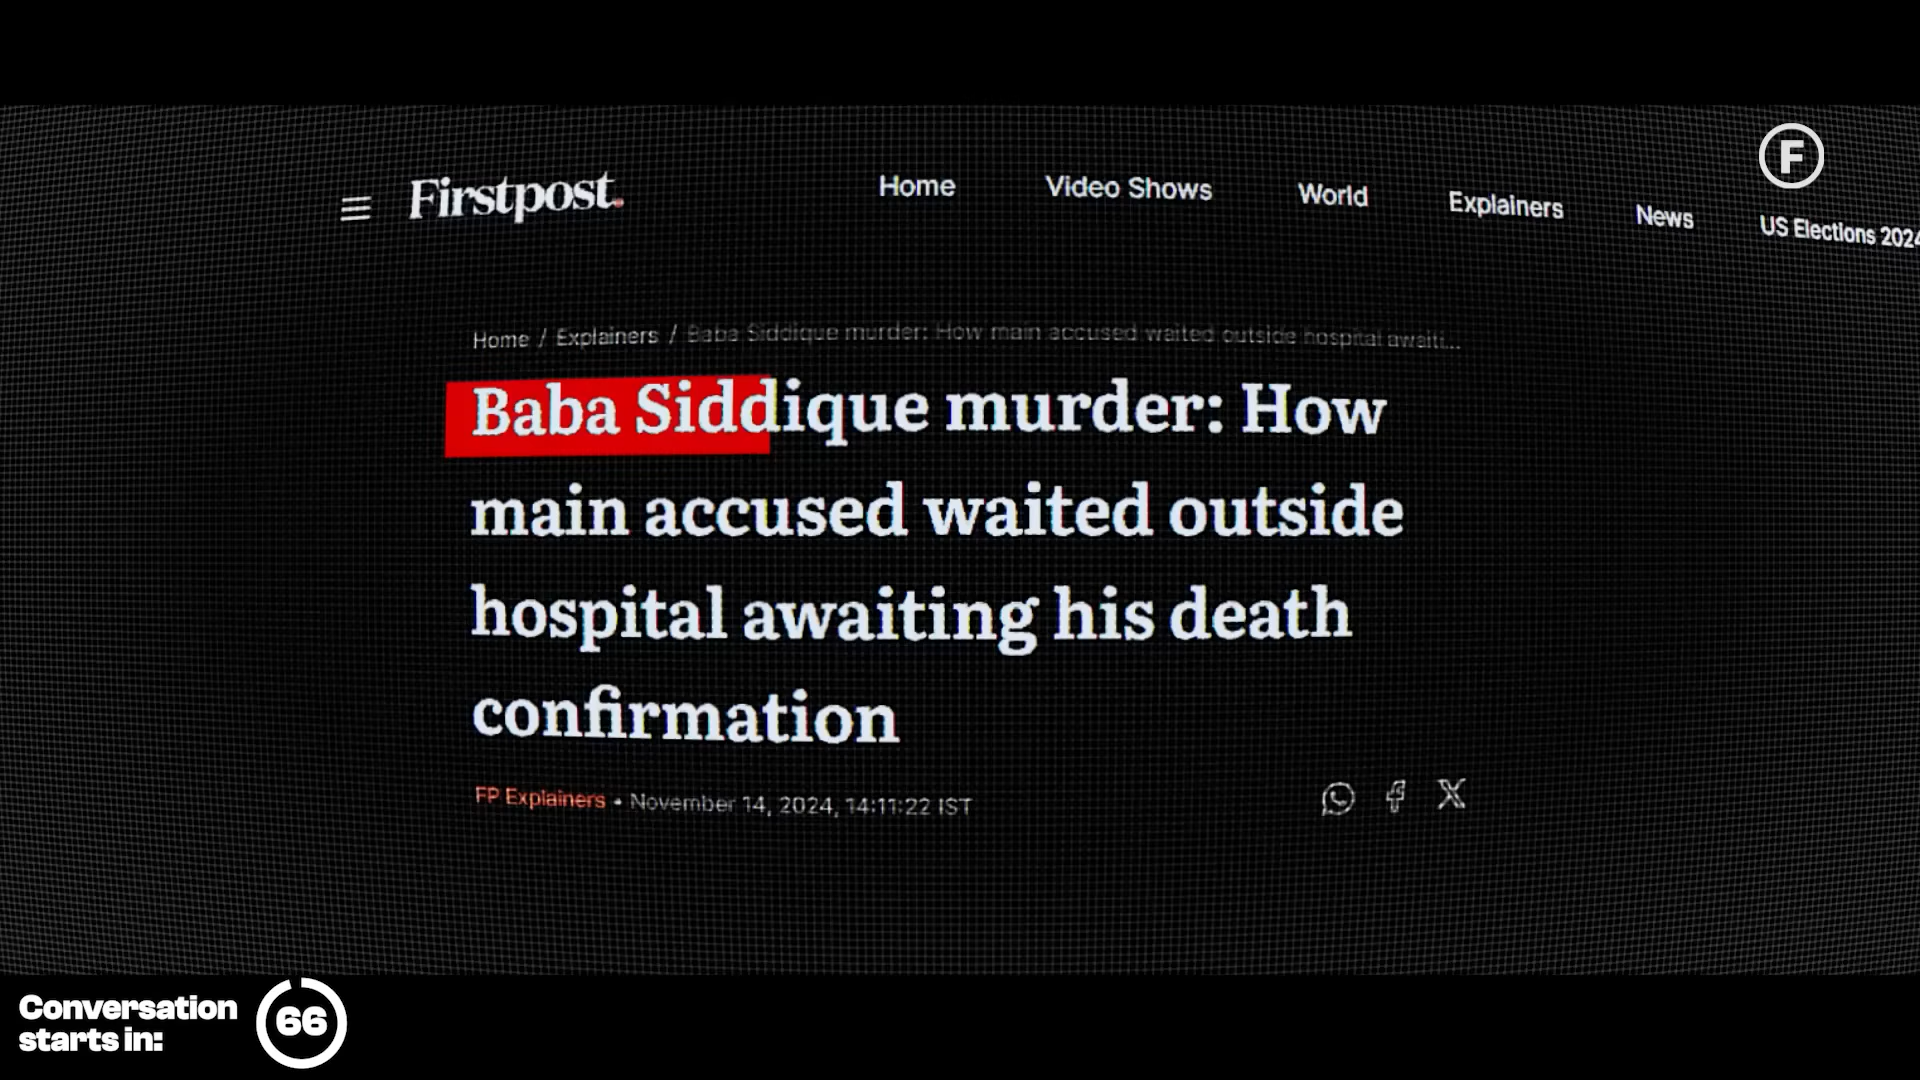 F
Firstpost.
Home
Video Shows
World
Explainers
News
US Elections 2024
Home / Explainers / Baba Siddique murder: How main accused waited outside hospital awaiti...
Baba Siddique murder: How
main accused waited outside
hospital awaiting his death
confirmation
FP Explainers • November 14, 2024, 14:11:22 IST
Conversation
starts in:
66